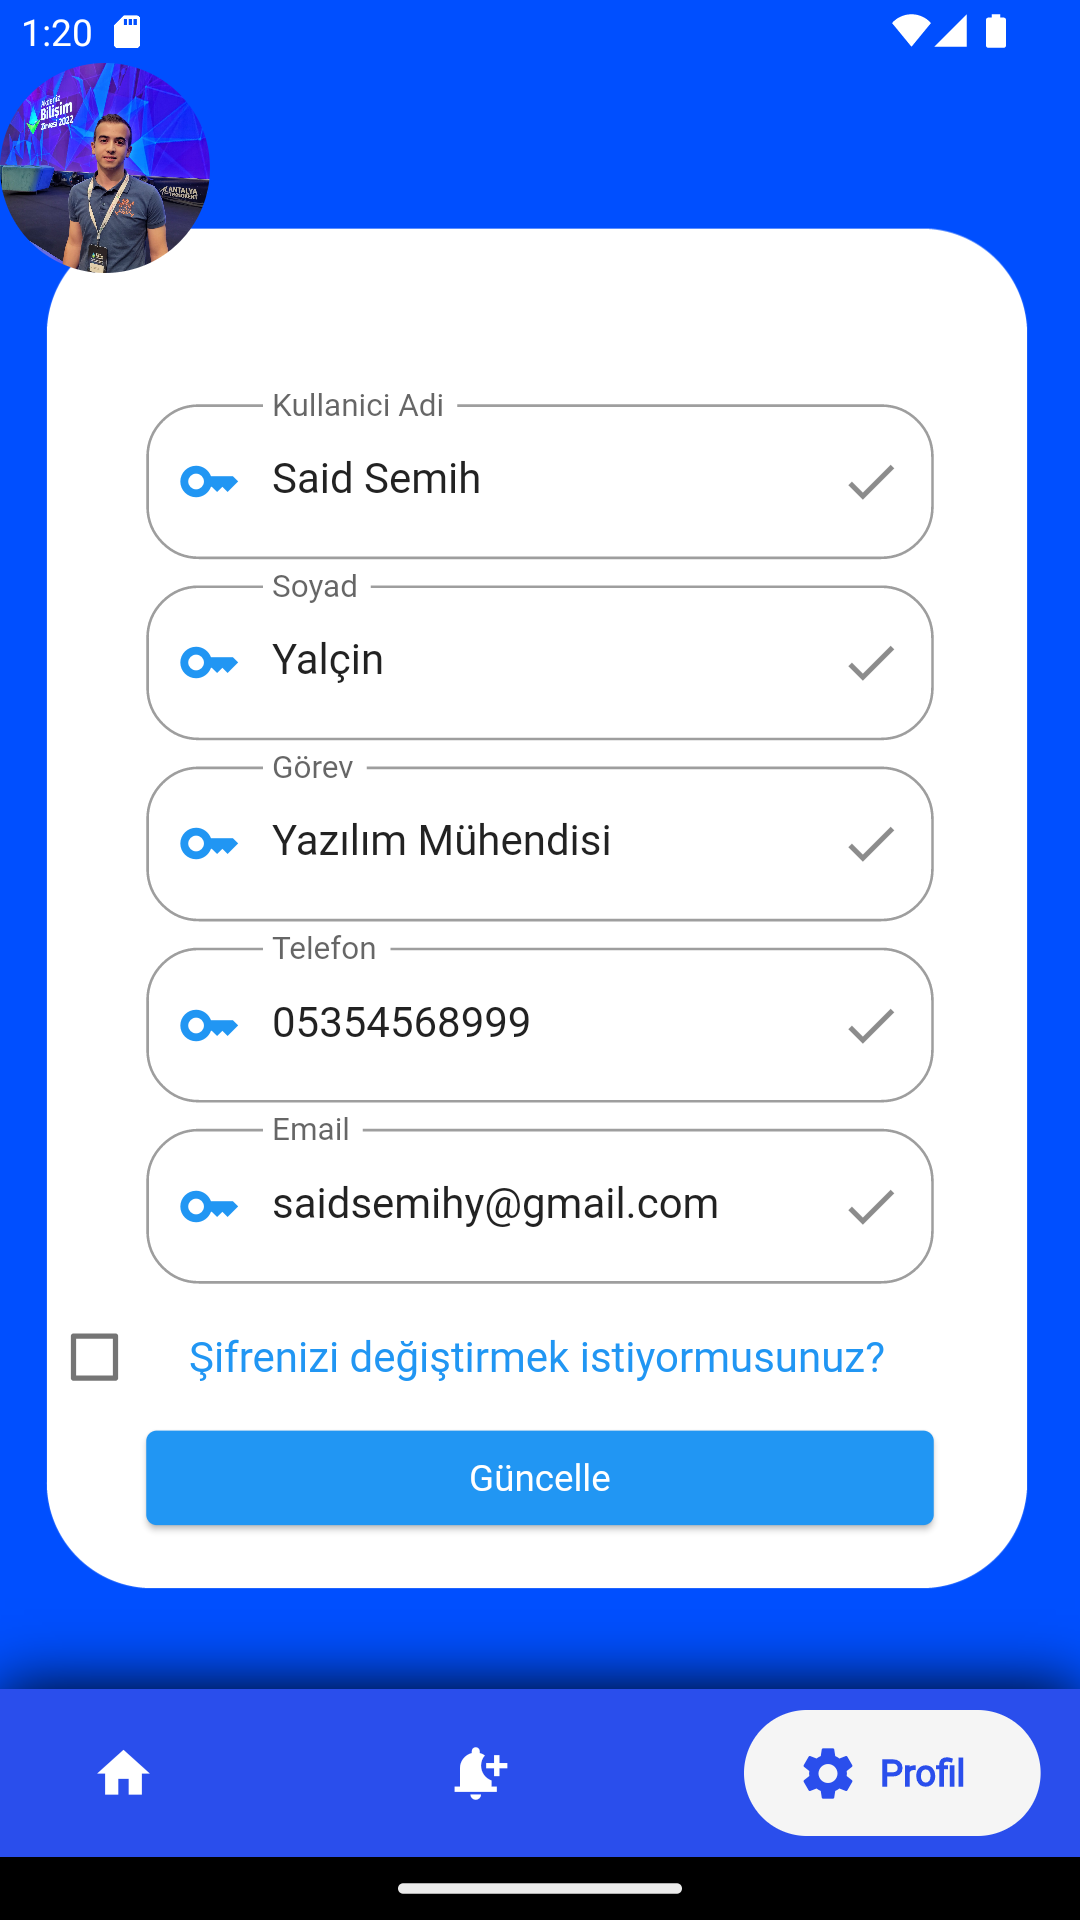 1:20
Akdeniz
Bilişim
Zirvesi 2022
ANTALYA
Kullanici Adi
Said Semih
Soyad
Yalçin
Görev
Yazılım Mühendisi
Telefon
05354568999
Email
saidsemihy@gmail.com
Şifrenizi değiştirmek istiyormusunuz?
Güncelle
Profil